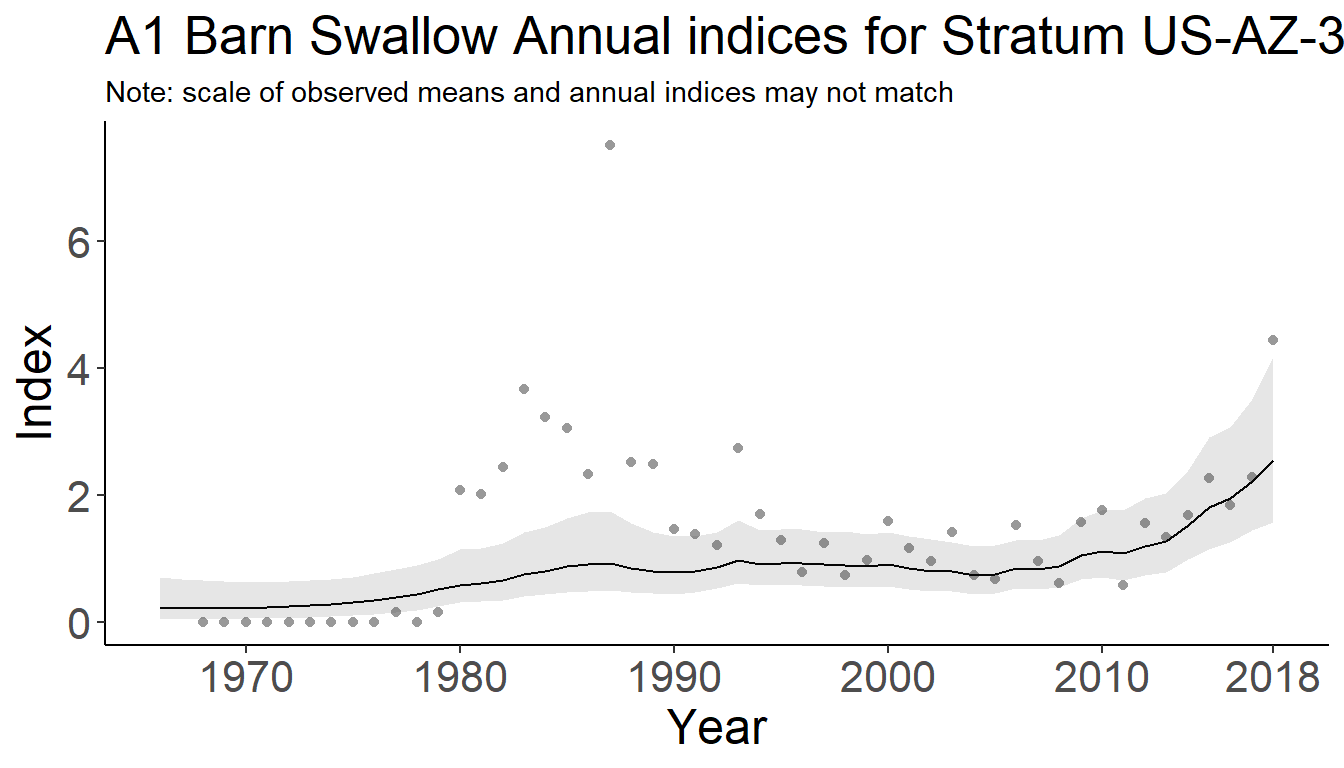 A1 Barn Swallow Annual indices for Stratum US-AZ-3
Note: scale of observed means and annual indices may not match
6
4
2
0
Index
1970 1980 1990 2000 2010 2018
Year